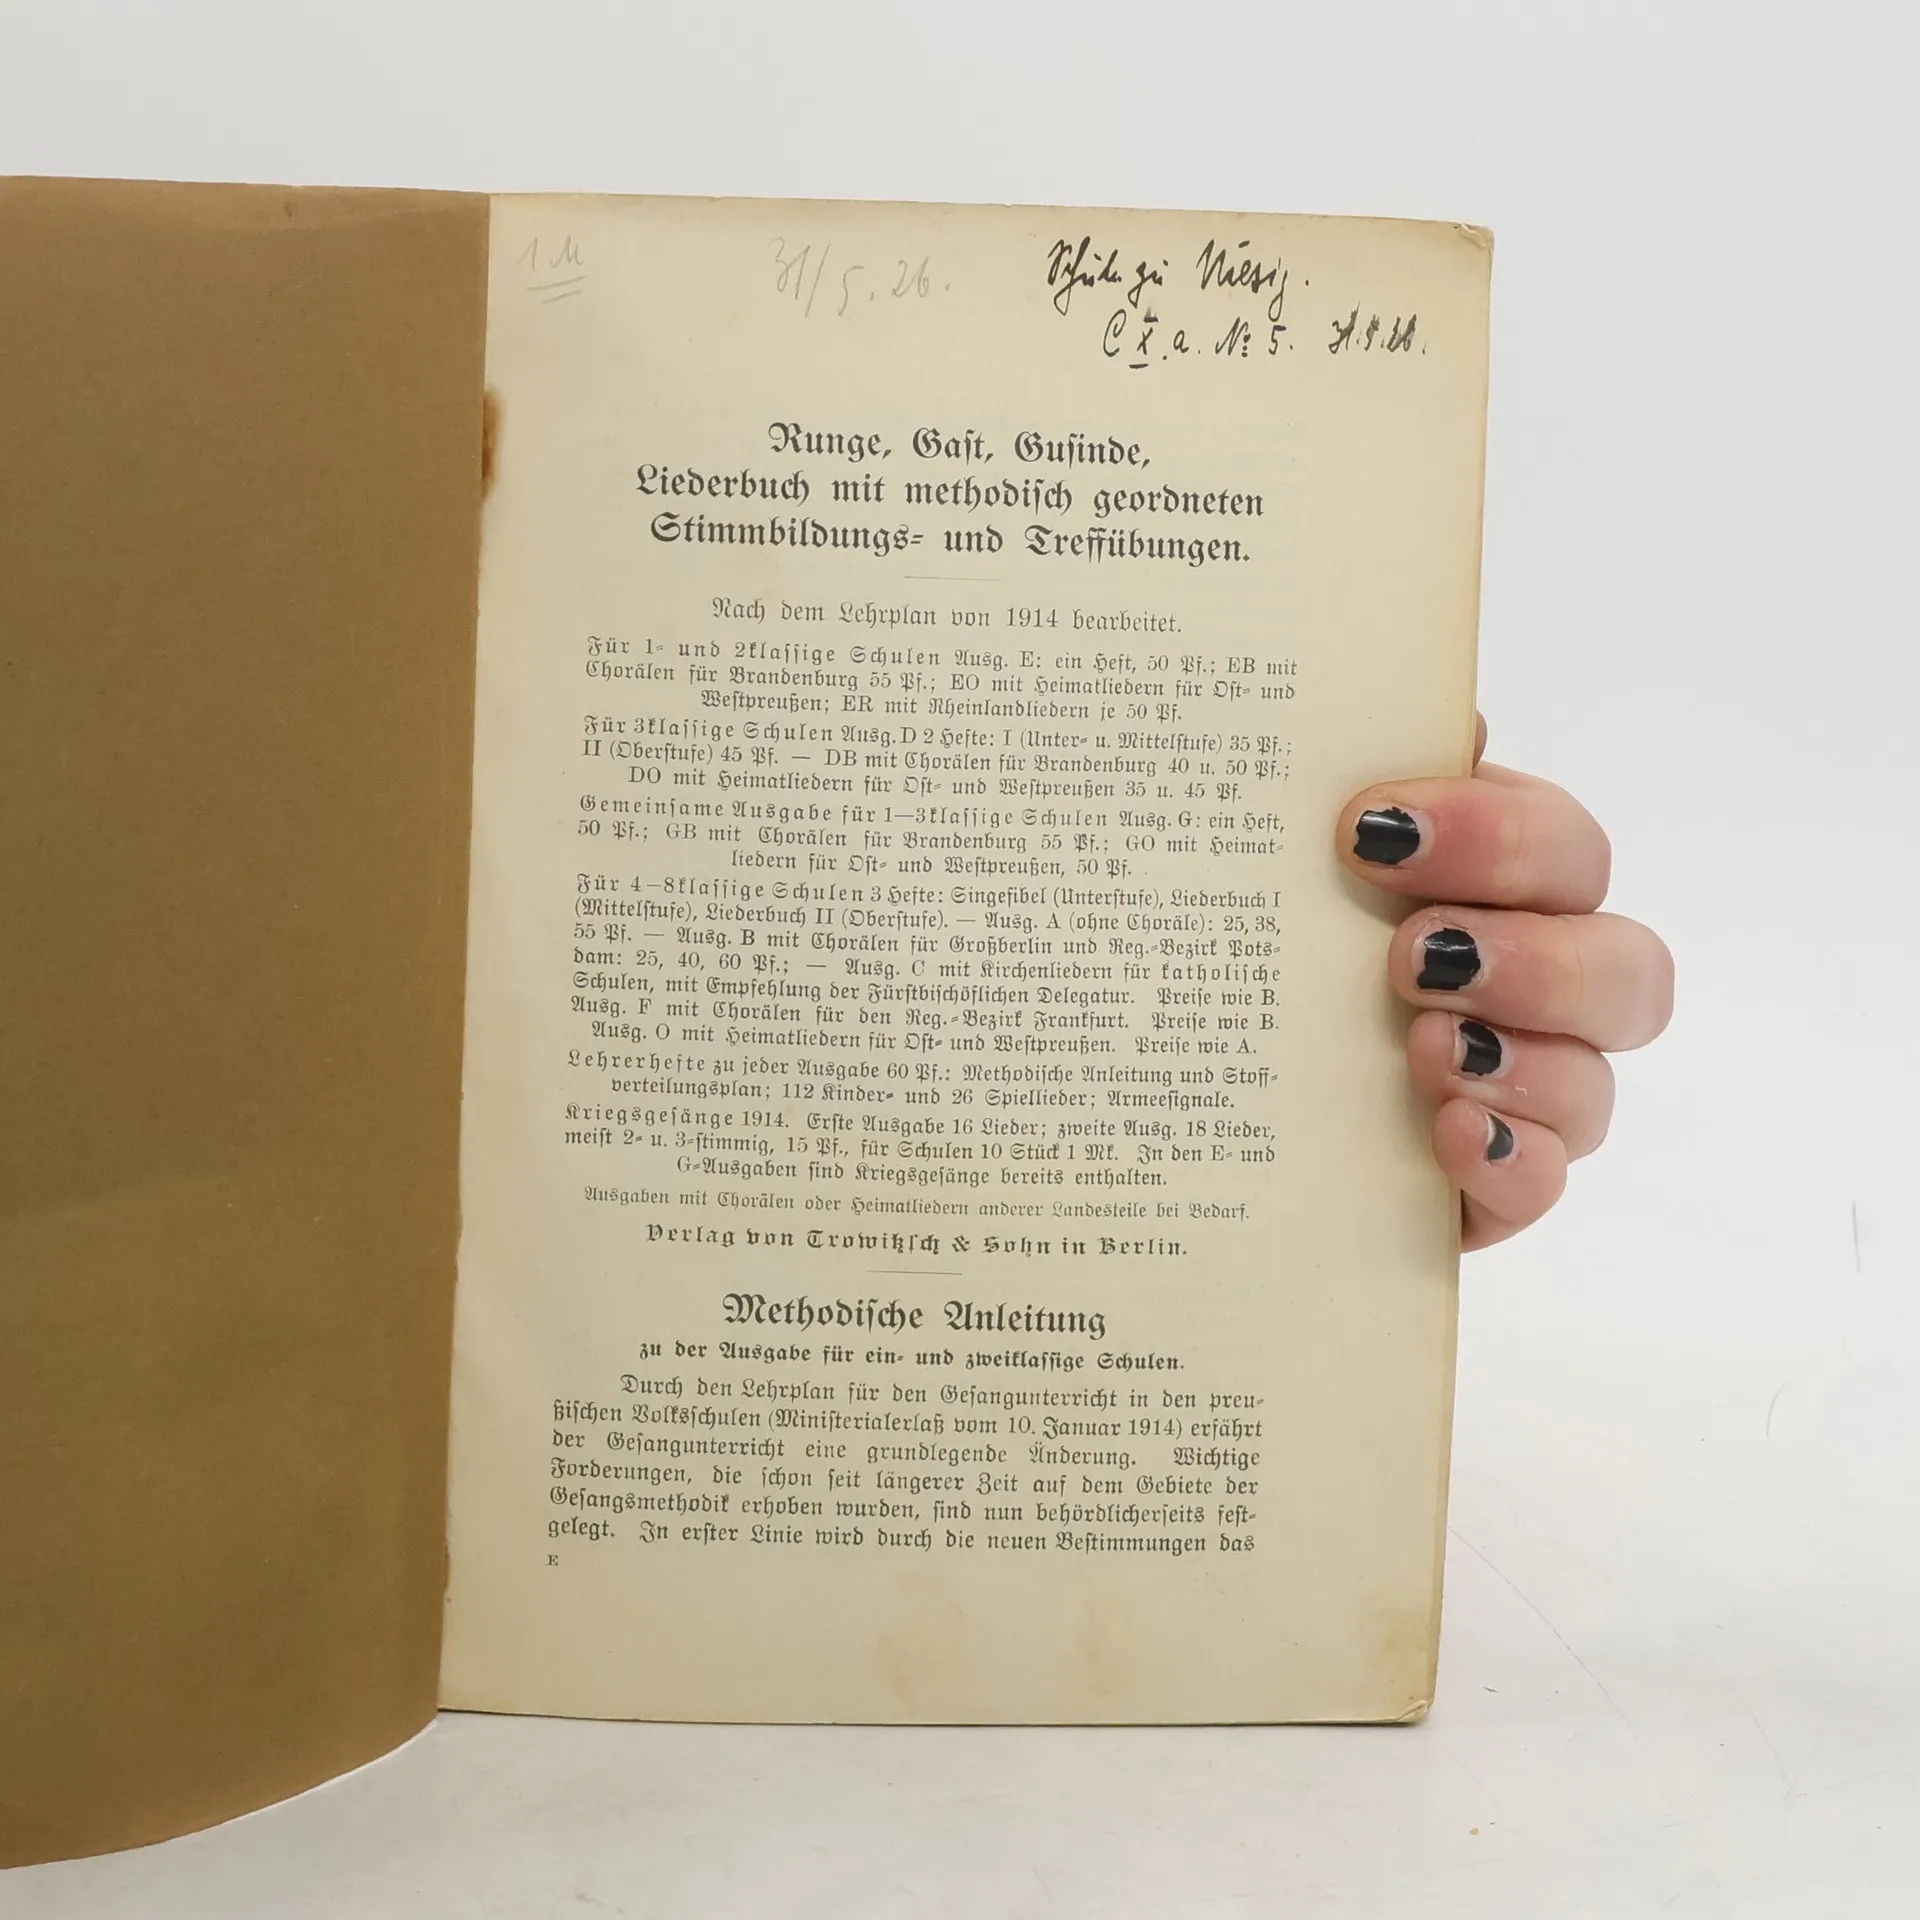 1 M
31/5.26.
Schule zu
C X. a. No 5. 31.5.26.
Runge, Gaſt, Guſinde,
Liederbuch mit methodiſch geordneten
Stimmbildungs- und Treffübungen.
Nach dem Lehrplan von 1914 bearbeitet.
Für 1- und 2klaſſige Schulen Ausg. E: ein Heft, 50 Pf.; EB mit
Chorälen für Brandenburg 55 Pf.; EO mit Heimatliedern für Oſt- und
Weſtpreußen; ER mit Rheinlandliedern je 50 Pf.
Für 3klaſſige Schulen Ausg. D 2 Hefte: I (Unter- u. Mittelſtufe) 35 Pf.;
II (Oberſtufe) 45 Pf. — DB mit Chorälen für Brandenburg 40 u. 50 Pf.;
DO mit Heimatliedern für Oſt- und Weſtpreußen 35 u. 45 Pf.
Gemeinſame Ausgabe für 1—3klaſſige Schulen Ausg. G: ein Heft,
50 Pf.; GB mit Chorälen für Brandenburg 55 Pf.; GO mit Heimat-
liedern für Oſt- und Weſtpreußen, 50 Pf.
Für 4—8klaſſige Schulen 3 Hefte: Singefibel (Unterſtufe), Liederbuch I
(Mittelſtufe), Liederbuch II (Oberſtufe). — Ausg. A (ohne Choräle): 25, 38,
55 Pf. — Ausg. B mit Chorälen für Großberlin und Reg.-Bezirk Pots-
dam: 25, 40, 60 Pf.; — Ausg. C mit Kirchenliedern für katholiſche
Schulen, mit Empfehlung der Fürſtbiſchöflichen Delegatur. Preiſe wie B.
Ausg. F mit Chorälen für den Reg.-Bezirk Frankfurt. Preiſe wie B.
Ausg. O mit Heimatliedern für Oſt- und Weſtpreußen. Preiſe wie A.
Lehrerhefte zu jeder Ausgabe 60 Pf.: Methodiſche Anleitung und Stoff-
verteilungsplan; 112 Kinder- und 26 Spiellieder; Armeeſignale.
Kriegsgeſänge 1914. Erſte Ausgabe 16 Lieder; zweite Ausg. 18 Lieder,
meiſt 2- u. 3-ſtimmig, 15 Pf., für Schulen 10 Stück 1 Mk. In den E- und
G-Ausgaben ſind Kriegsgeſänge bereits enthalten.
Ausgaben mit Chorälen oder Heimatliedern anderer Landesteile bei Bedarf.
Verlag von Trowitzſch & Sohn in Berlin.
Methodiſche Anleitung
zu der Ausgabe für ein- und zweiklaſſige Schulen.
Durch den Lehrplan für den Geſangunterricht in den preu-
ßiſchen Volksſchulen (Miniſterialerlaß vom 10. Januar 1914) erfährt
der Geſangunterricht eine grundlegende Änderung. Wichtige
Forderungen, die ſchon ſeit längerer Zeit auf dem Gebiete der
Geſangsmethodik erhoben wurden, ſind nun behördlicherſeits feſt-
gelegt. In erſter Linie wird durch die neuen Beſtimmungen das
E